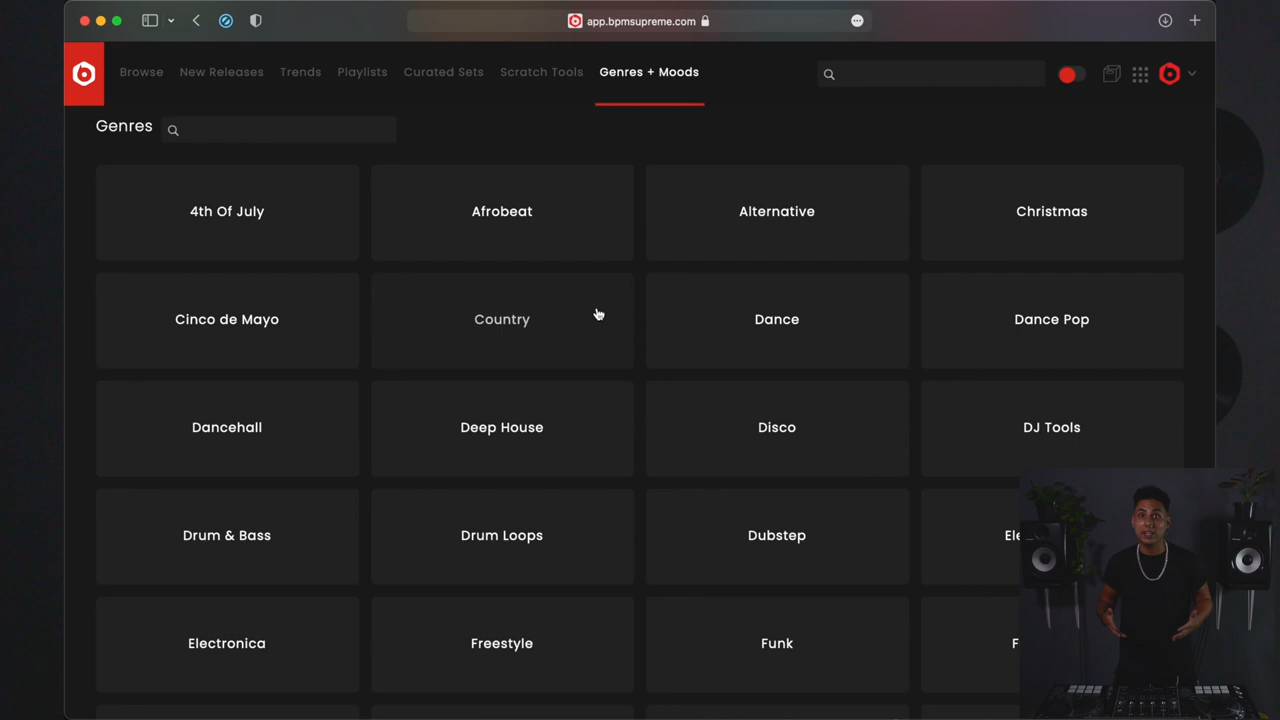 app.bpmsupreme.com
Browse New Releases Trends Playlists Curated Sets Scratch Tools Genres + Moods
Genres
4th Of July Afrobeat Alternative Christmas
Cinco de Mayo Country Dance Dance Pop
Dancehall Deep House Disco DJ Tools
Drum & Bass Drum Loops Dubstep
Electronica Freestyle Funk